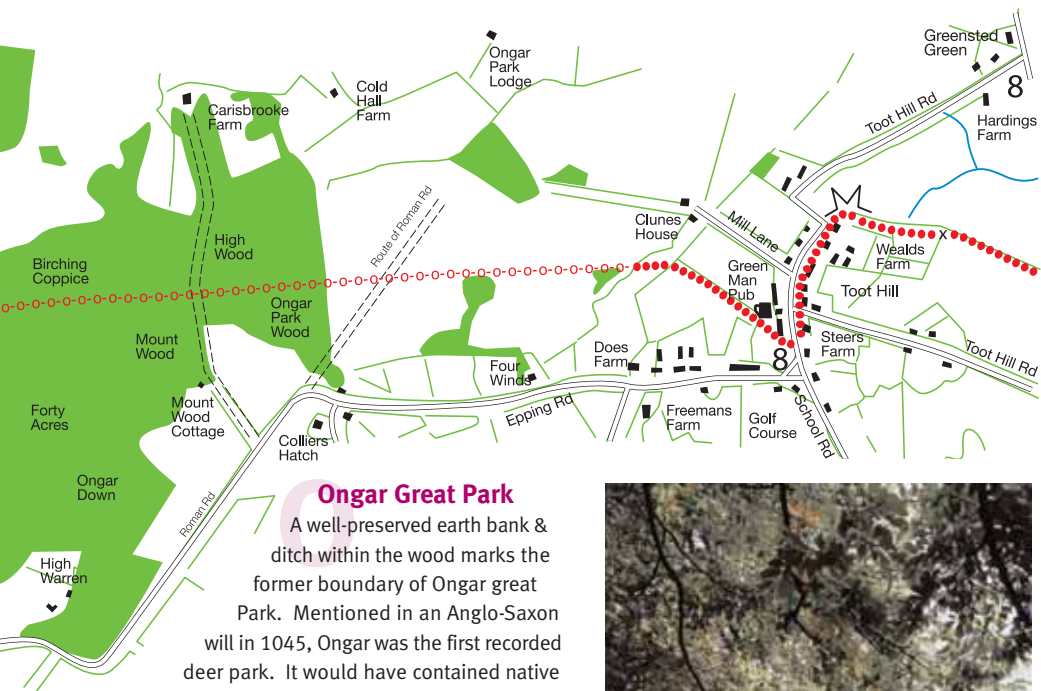 Greensted
Green
8
Hardings
Farm
Toot Hill Rd
Ongar
Park
Lodge
Cold
Hall
Farm
Carisbrooke
Farm
Route of Roman Rd
Clunes
House
Mill Lane
x
Wealds
Farm
High
Wood
Birching
Coppice
Green
Man
Pub
Toot Hill
Ongar
Park
Wood
Mount
Wood
Steers
Farm
Toot Hill Rd
Does
Farm
8
Four
Winds
Epping Rd
Forty
Acres
Mount
Wood
Cottage
Freemans
Farm
Golf
Course
School Rd
Colliers
Hatch
Ongar
Down
Roman Rd
High
Warren
O
Ongar Great Park
A well-preserved earth bank &
ditch within the wood marks the
former boundary of Ongar great
Park. Mentioned in an Anglo-Saxon
will in 1045, Ongar was the first recorded
deer park. It would have contained native